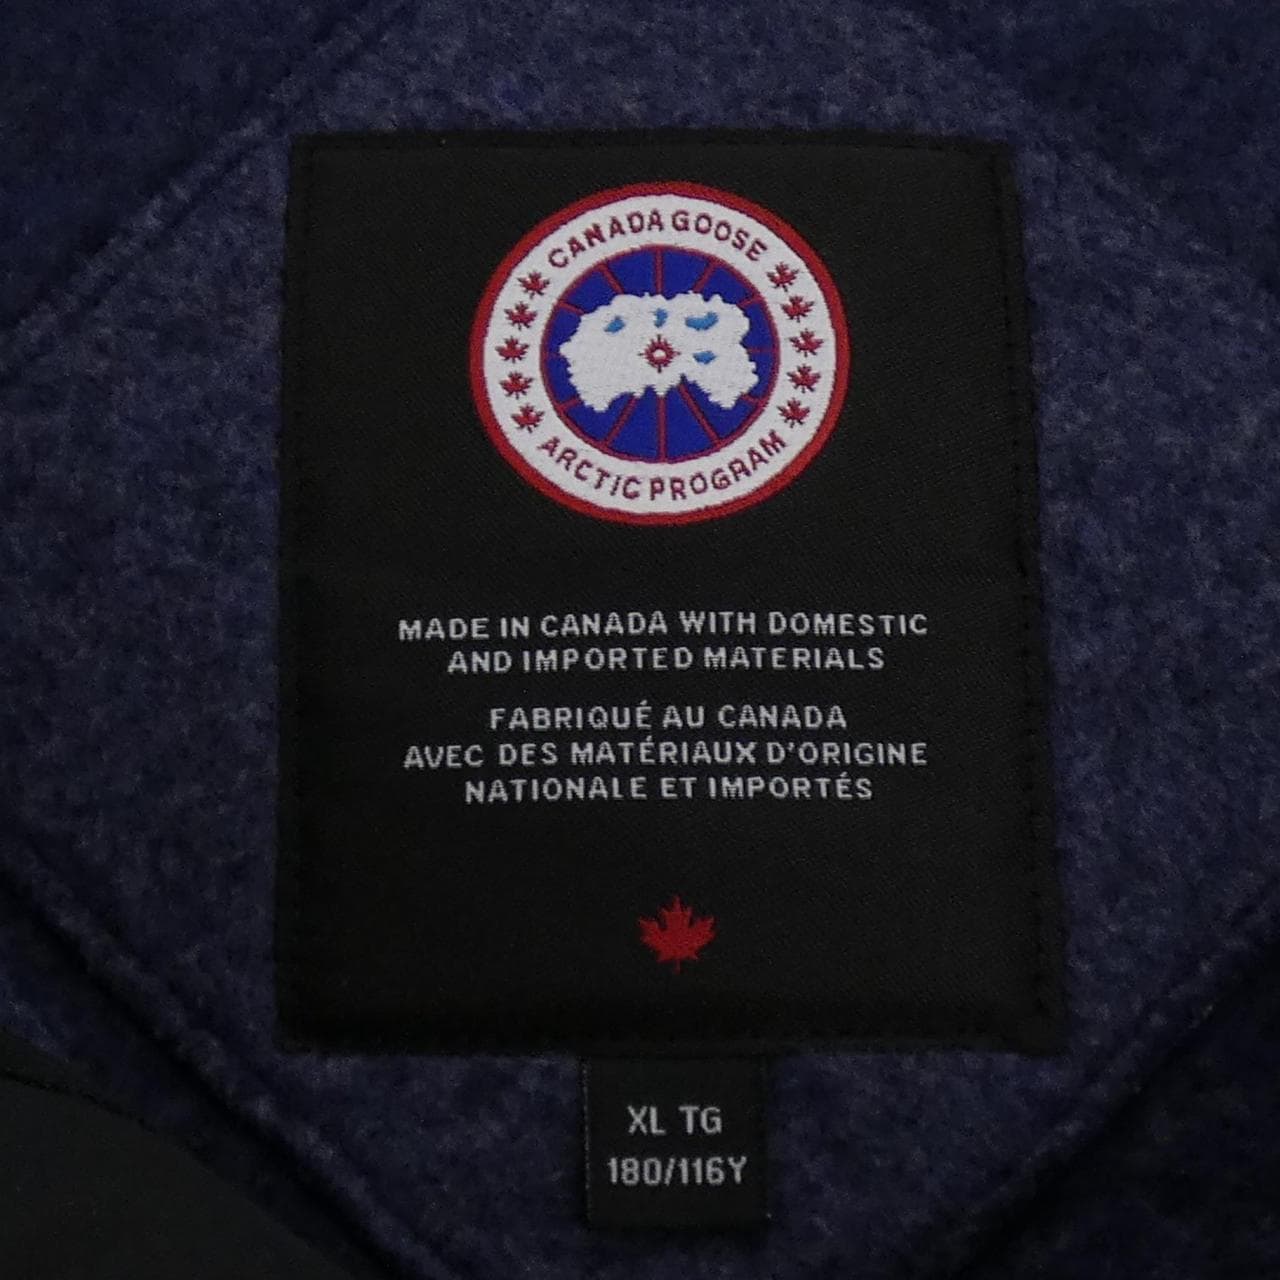 CANADA GOOSE
ARCTIC PROGRAM
MADE IN CANADA WITH DOMESTIC
AND IMPORTED MATERIALS
FABRIQUÉ AU CANADA
AVEC DES MATÉRIAUX D'ORIGINE
NATIONALE ET IMPORTÉS
XL TG
180/116Y